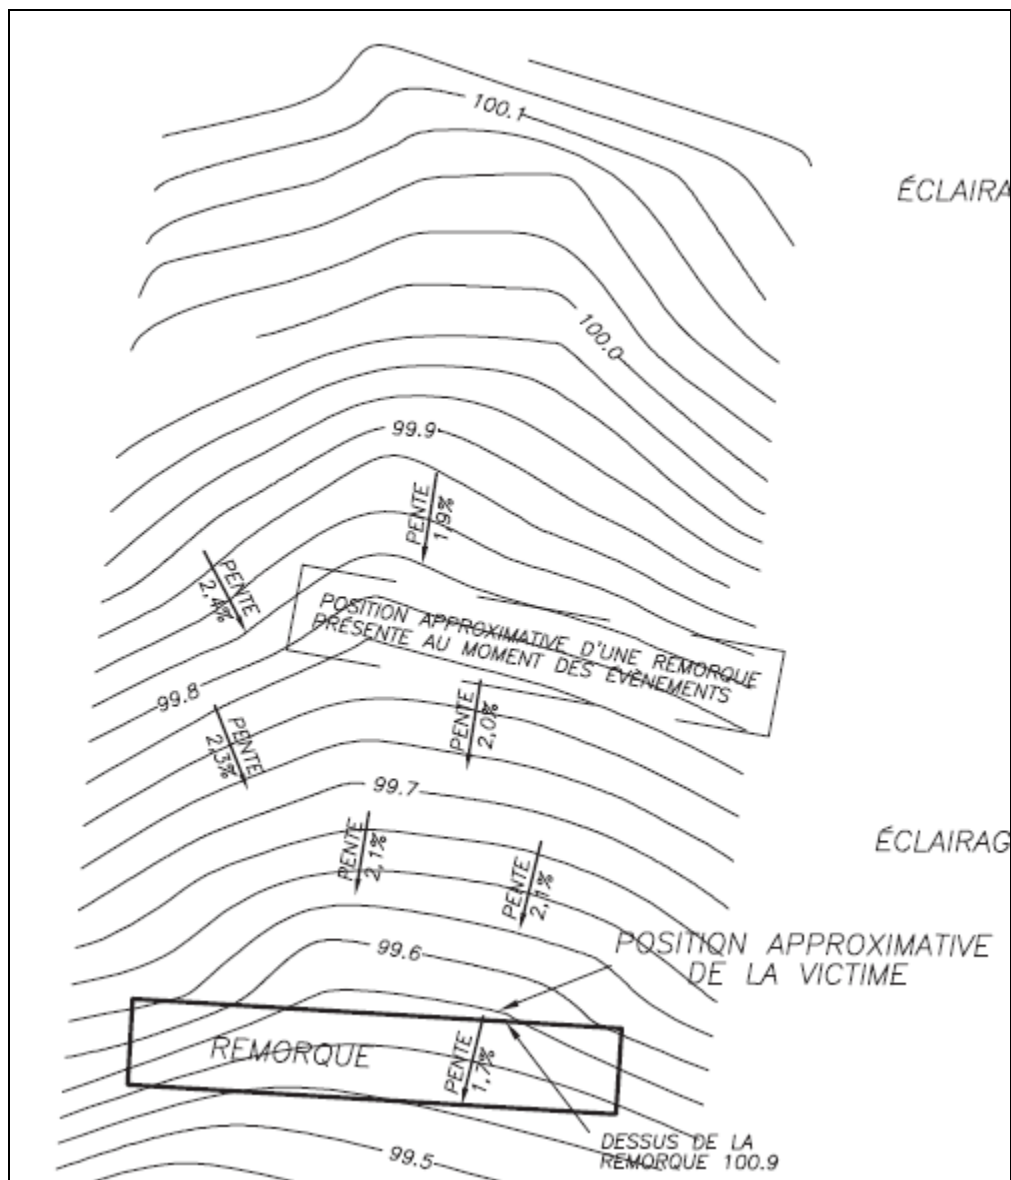 100.1
ÉCLAIRA
100.0
99.9
PENTE
1,9%
PENTE
2,4%
POSITION APPROXIMATIVE D'UNE REMORQUE
PRÉSENTE AU MOMENT DES ÉVÈNEMENTS
99.8
PENTE
2,0%
PENTE
2,3%
99.7
PENTE
2,1%
ÉCLAIRAG
PENTE
2,1%
POSITION APPROXIMATIVE
DE LA VICTIME
99.6
REMORQUE
PENTE
1,7%
DESSUS DE LA
REMORQUE 100.9
99.5